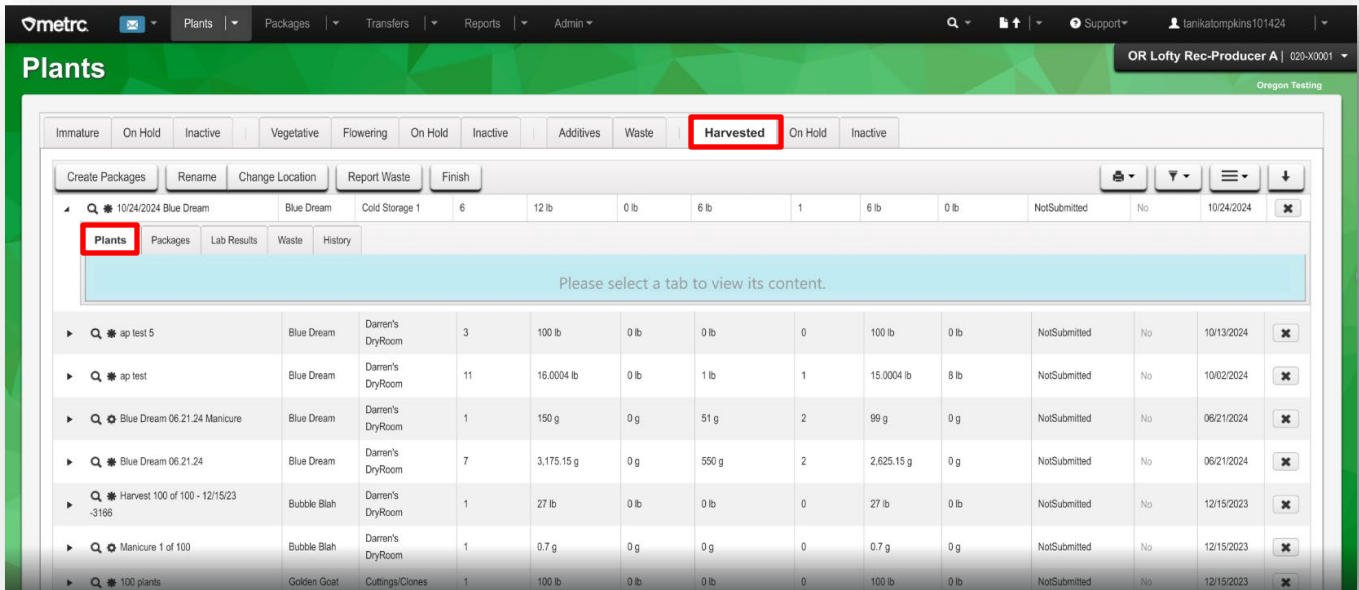 metrc. Plants Packages Transfers Reports Admin Support tanikatompkins101424
OR Lofty Rec-Producer A | 020-X0001
Plants
Oregon Testing
Immature On Hold Inactive Vegetative Flowering On Hold Inactive Additives Waste Harvested On Hold Inactive
Create Packages Rename Change Location Report Waste Finish
10/24/2024 Blue Dream Blue Dream Cold Storage 1 6 12 lb 0 lb 6 lb 1 6 lb 0 lb NotSubmitted No 10/24/2024
Plants Packages Lab Results Waste History
Please select a tab to view its content.
ap test 5 Blue Dream Darren's DryRoom 3 100 lb 0 lb 0 lb 0 100 lb 0 lb NotSubmitted No 10/13/2024
ap test Blue Dream Darren's DryRoom 11 16.0004 lb 0 lb 1 lb 1 15.0004 lb 8 lb NotSubmitted No 10/02/2024
Blue Dream 06.21.24 Manicure Blue Dream Darren's DryRoom 1 150 g 0 g 51 g 2 99 g 0 g NotSubmitted No 06/21/2024
Blue Dream 06.21.24 Blue Dream Darren's DryRoom 7 3,175.15 g 0 g 550 g 2 2,625.15 g 0 g NotSubmitted No 06/21/2024
Harvest 100 of 100 - 12/15/23 -3166 Bubble Blah Darren's DryRoom 1 27 lb 0 lb 0 lb 0 27 lb 0 lb NotSubmitted No 12/15/2023
Manicure 1 of 100 Bubble Blah Darren's DryRoom 1 0.7 g 0 g 0 g 0 0.7 g 0 g NotSubmitted No 12/15/2023
100 plants Golden Goat Cuttings/Clones 1 100 lb 0 lb 0 lb 0 100 lb 0 lb NotSubmitted No 12/15/2023